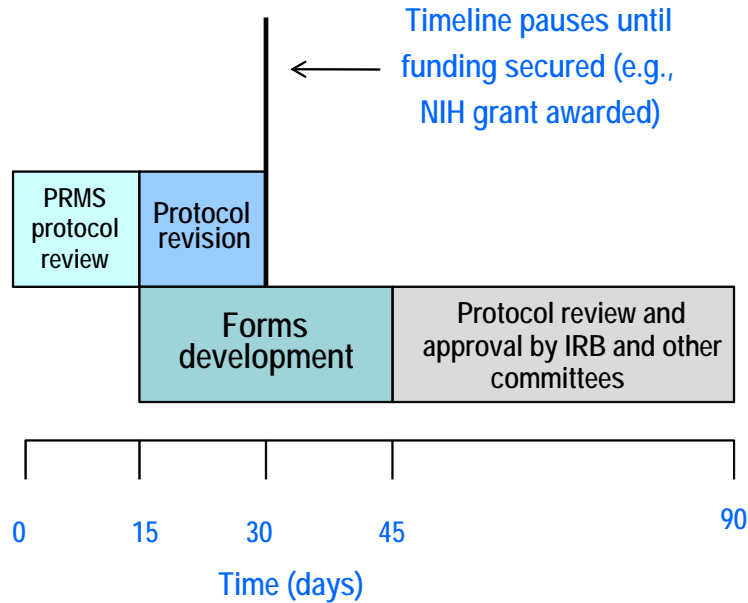 Timeline pauses until
funding secured (e.g.,
NIH grant awarded)
PRMS
protocol
review
Protocol
revision
Forms
development
Protocol review and
approval by IRB and other
committees
0
15
30
45
90
Time (days)